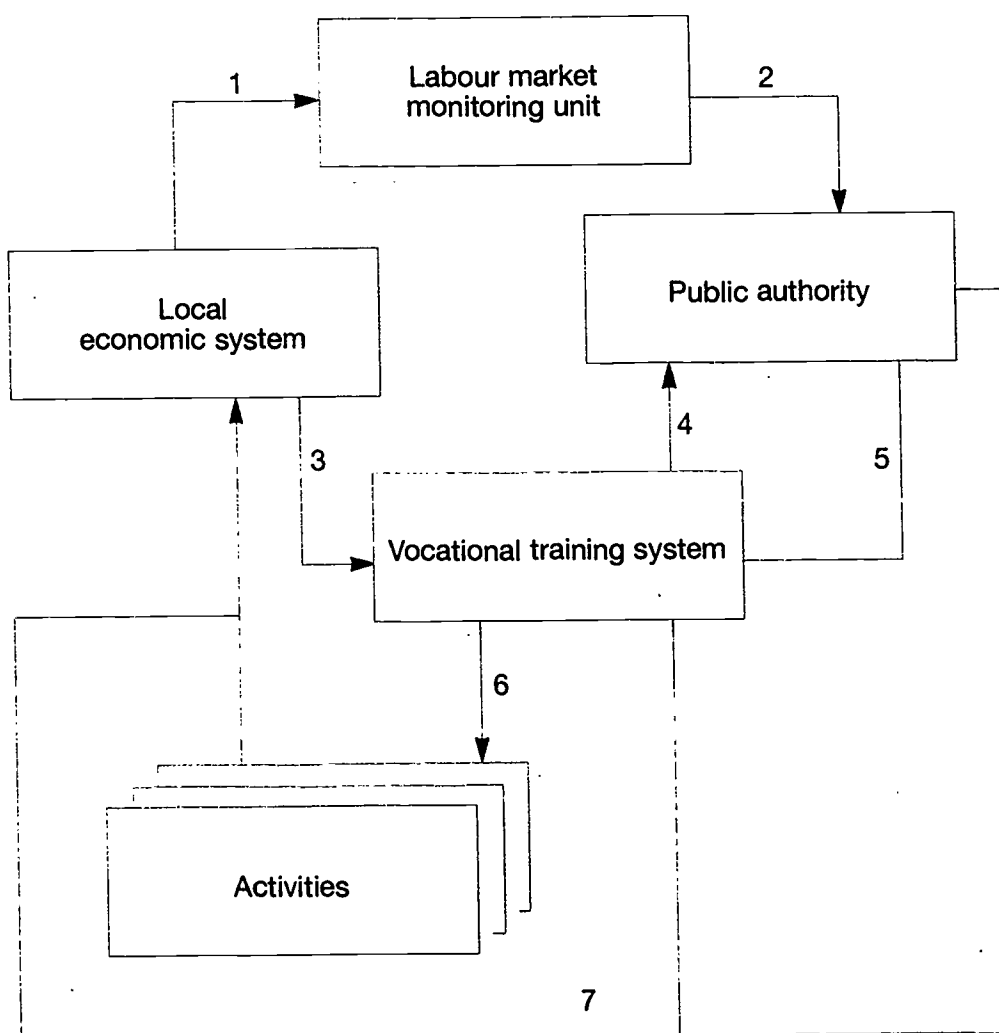 1
Labour market
monitoring unit
2
Local
economic system
Public authority
3
4
5
Vocational training system
6
Activities
7